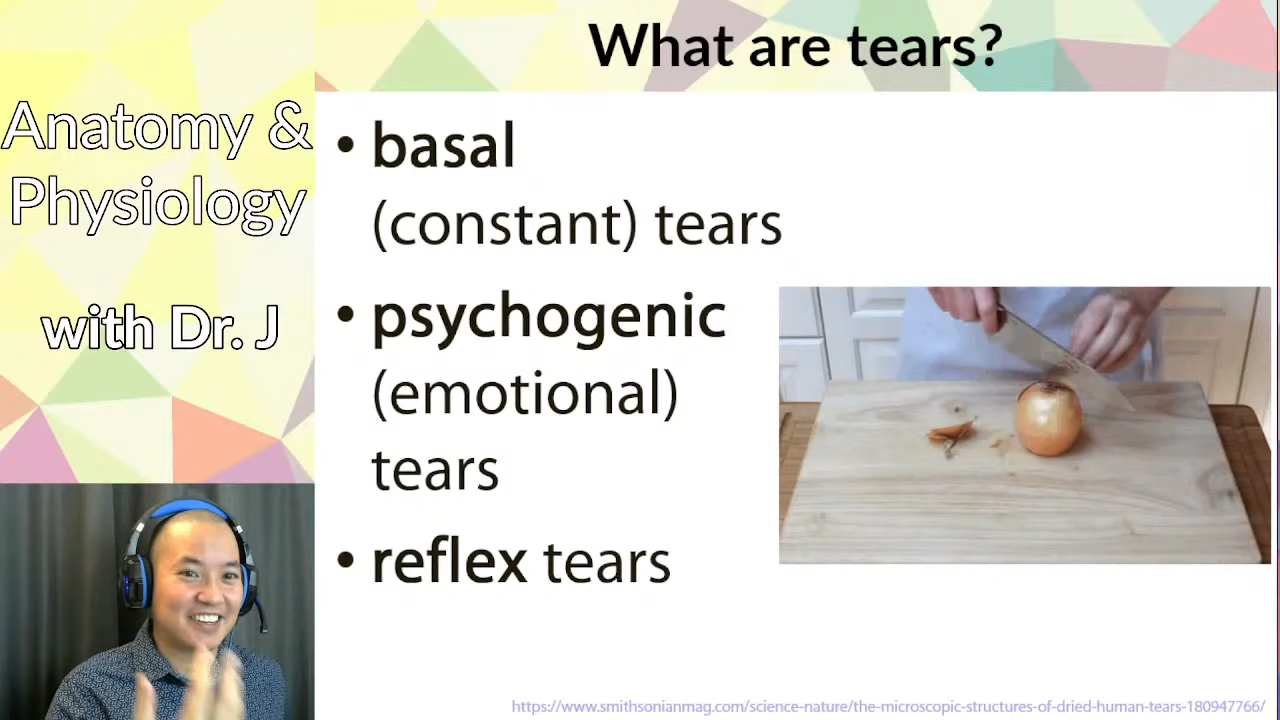 What are tears?
Anatomy &
Physiology
with Dr. J
• basal
(constant) tears
• psychogenic
(emotional)
tears
• reflex tears
https://www.smithsonianmag.com/science-nature/the-microscopic-structures-of-dried-human-tears-180947766/